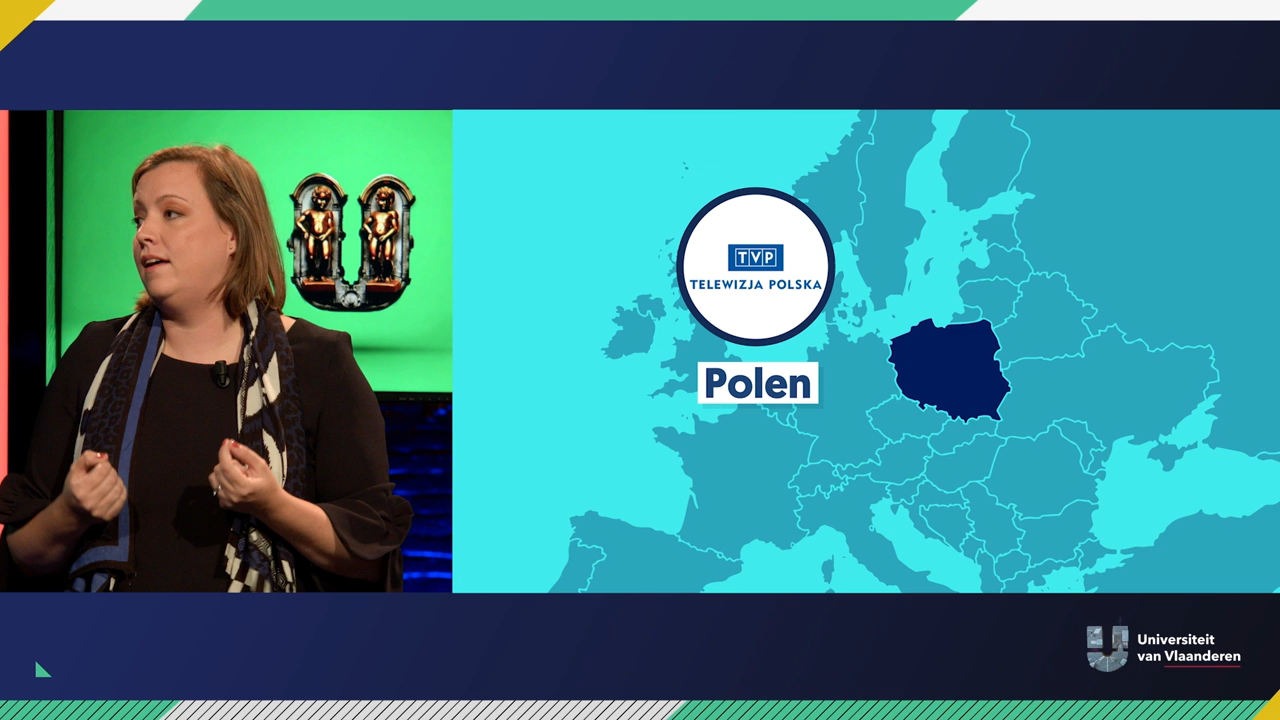 TVP
TELEWIZJA POLSKA
Polen
Universiteit
van Vlaanderen